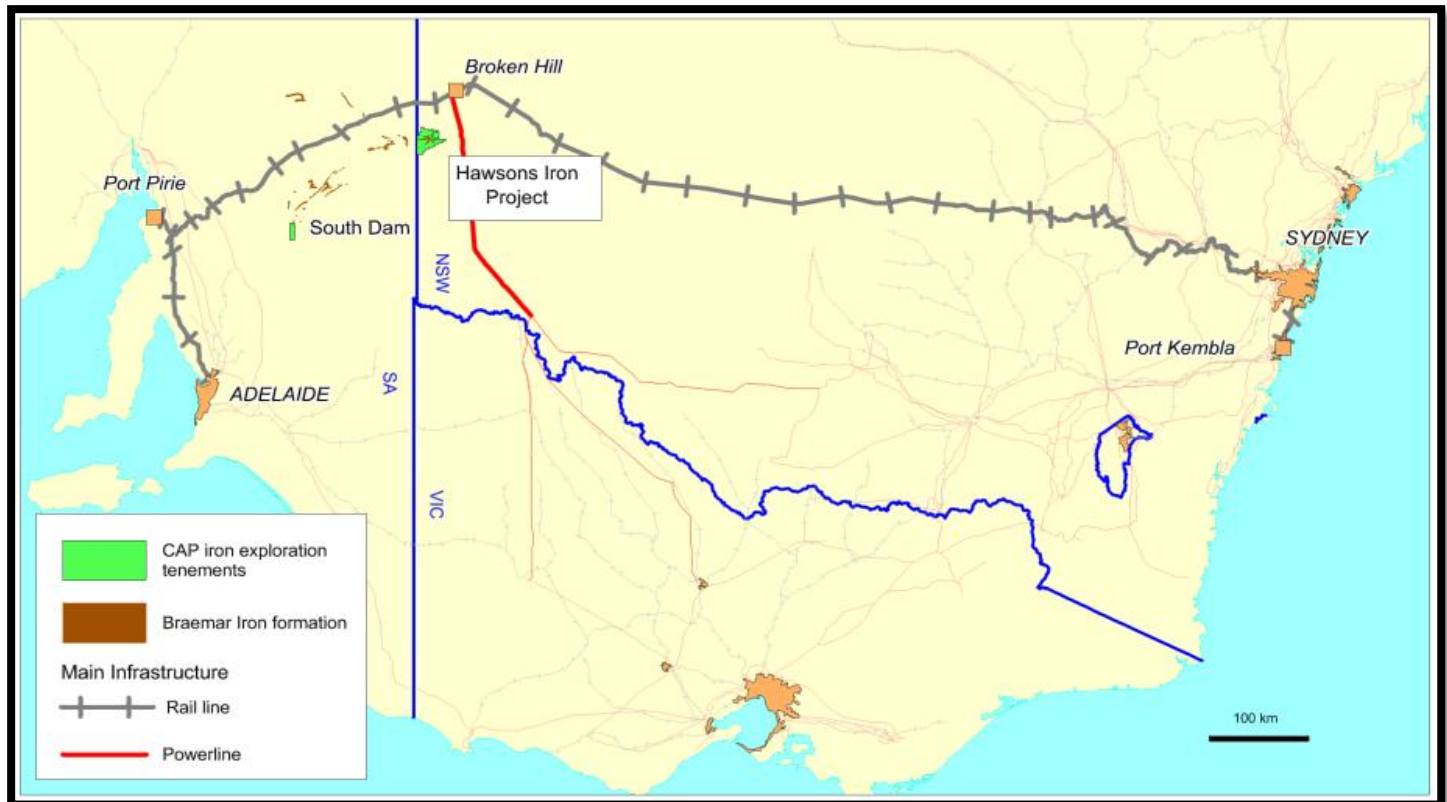 Broken Hill
Port Pirie
Hawsons Iron
Project
South Dam
SYDNEY
NSW
Port Kembla
SA
ADELAIDE
VIC
CAP iron exploration
tenements
Braemar Iron formation
Main Infrastructure
Rail line
Powerline
100 km